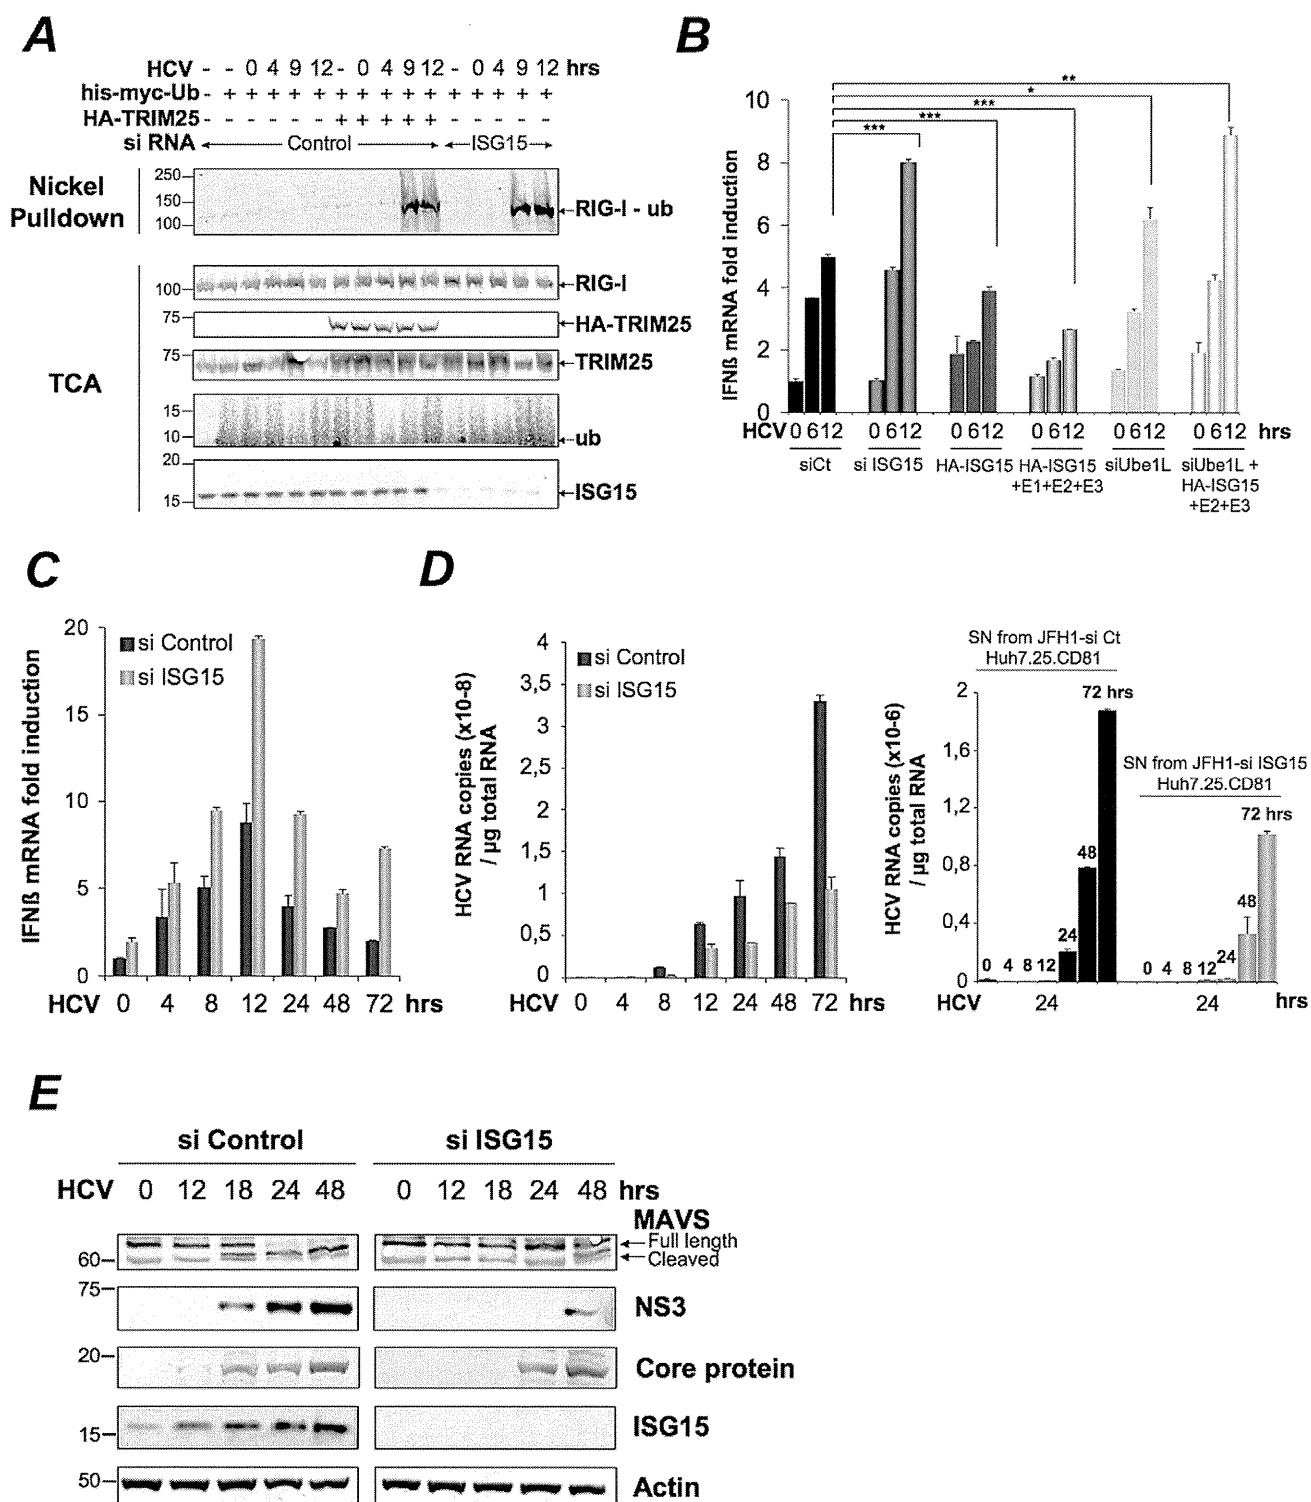 A
HCV - - 0 4 9 12 - 0 4 9 12 - 0 4 9 12 hrs
his-myc-Ub - + + + + + + + + + + + + + + +
HA-TRIM25 - - - - - - + + + + + - - - - -
si RNA Control ISG15
Nickel Pulldown
250
150
100
RIG-I - ub
TCA
100
RIG-I
75
HA-TRIM25
75
TRIM25
15
10
ub
20
15
ISG15
B
IFNß mRNA fold induction
10
8
6
4
2
0
***
***
***
*
**
HCV 0 6 12 0 6 12 0 6 12 0 6 12 0 6 12 0 6 12 hrs
siCt
si ISG15
HA-ISG15
HA-ISG15
+E1+E2+E3
siUbe1L
siUbe1L +
HA-ISG15
+E2+E3
C
IFNß mRNA fold induction
20
15
10
5
0
si Control
si ISG15
HCV 0 4 8 12 24 48 72 hrs
D
HCV RNA copies (x10-8)
/ µg total RNA
4
3,5
3
2,5
2
1,5
1
0,5
0
si Control
si ISG15
HCV 0 4 8 12 24 48 72
HCV RNA copies (x10-6)
/ µg total RNA
2
1,6
1,2
0,8
0,4
0
SN from JFH1-si Ct
Huh7.25.CD81
0 4 8 12 24 48 72 hrs
SN from JFH1-si ISG15
Huh7.25.CD81
0 4 8 12 24 48 72 hrs
HCV 24 24 hrs
E
si Control si ISG15
HCV 0 12 18 24 48 0 12 18 24 48 hrs
MAVS
Full length
60
Cleaved
75
NS3
20
Core protein
15
ISG15
50
Actin